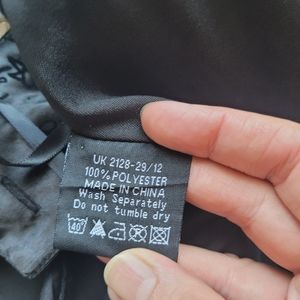 UK 2128-29/12
100%POLYESTER
MADE IN CHINA
Wash Separately
Do not tumble dry
40°